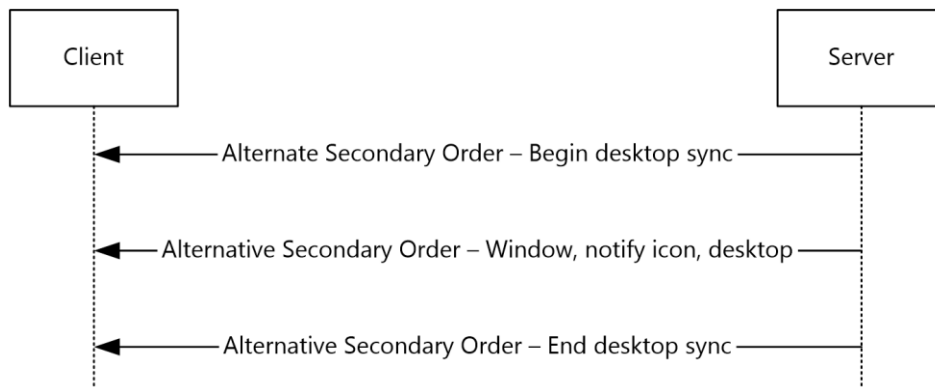 Client
Server
Alternate Secondary Order – Begin desktop sync
Alternative Secondary Order – Window, notify icon, desktop
Alternative Secondary Order – End desktop sync